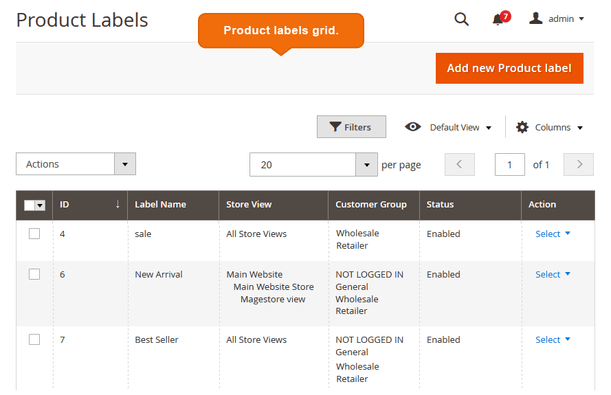 Product Labels
Product labels grid.
7
admin
Add new Product label
Filters
Default View
Columns
Actions
20
per page
1
of 1
ID ↓ Label Name Store View Customer Group Status Action
4 sale All Store Views Wholesale Enabled Select
Retailer
6 New Arrival Main Website NOT LOGGED IN Enabled Select
Main Website Store General
Magestore view Wholesale
Retailer
7 Best Seller All Store Views NOT LOGGED IN Enabled Select
General
Wholesale
Retailer